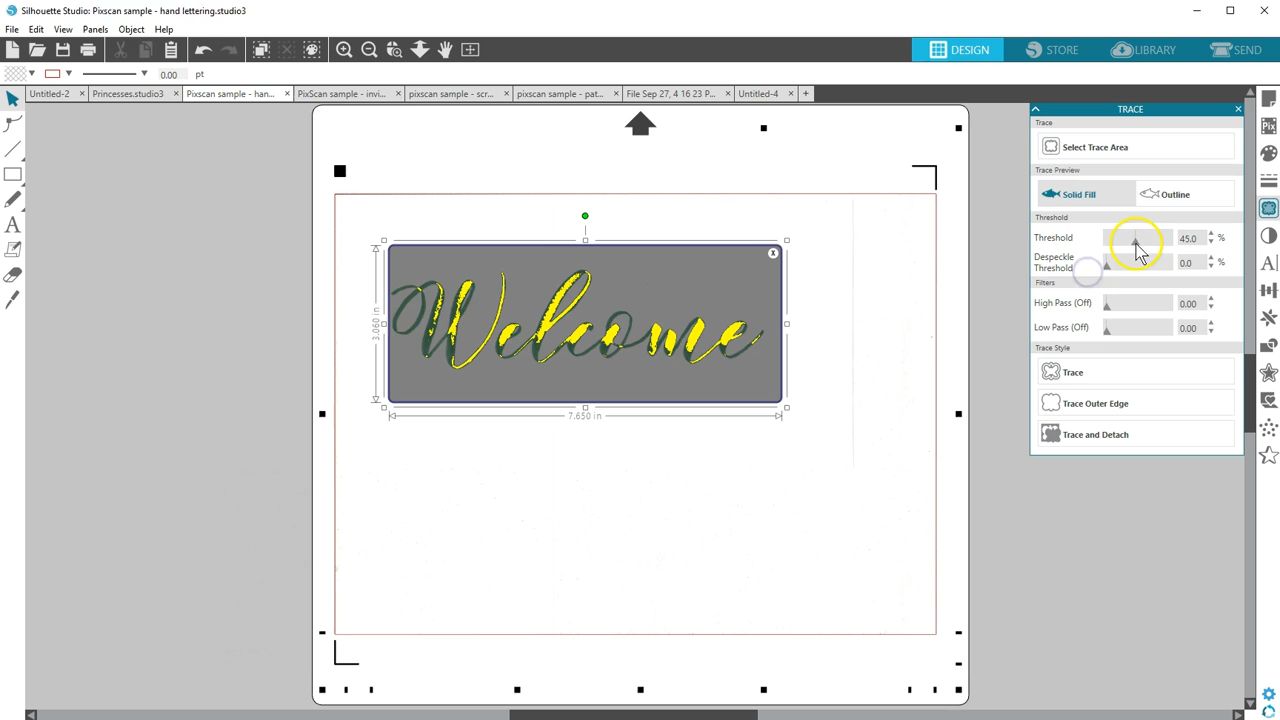 Silhouette Studio: Pixscan sample - hand lettering.studio3
File Edit View Panels Object Help
DESIGN STORE LIBRARY SEND
0.00 pt
Untitled-2 Princesses.studio3 Pixscan sample - han... PixScan sample - invi... pixscan sample - scr... pixscan sample - pat... File Sep 27, 4 16 23 P... Untitled-4
TRACE
Trace
Select Trace Area
Trace Preview
Solid Fill Outline
Threshold
Threshold 45.0 %
Despeckle Threshold 0.0 %
Filters
High Pass (Off) 0.00
Low Pass (Off) 0.00
Trace Style
Trace
Trace Outer Edge
Trace and Detach
Welcome
3.060 in
7.650 in